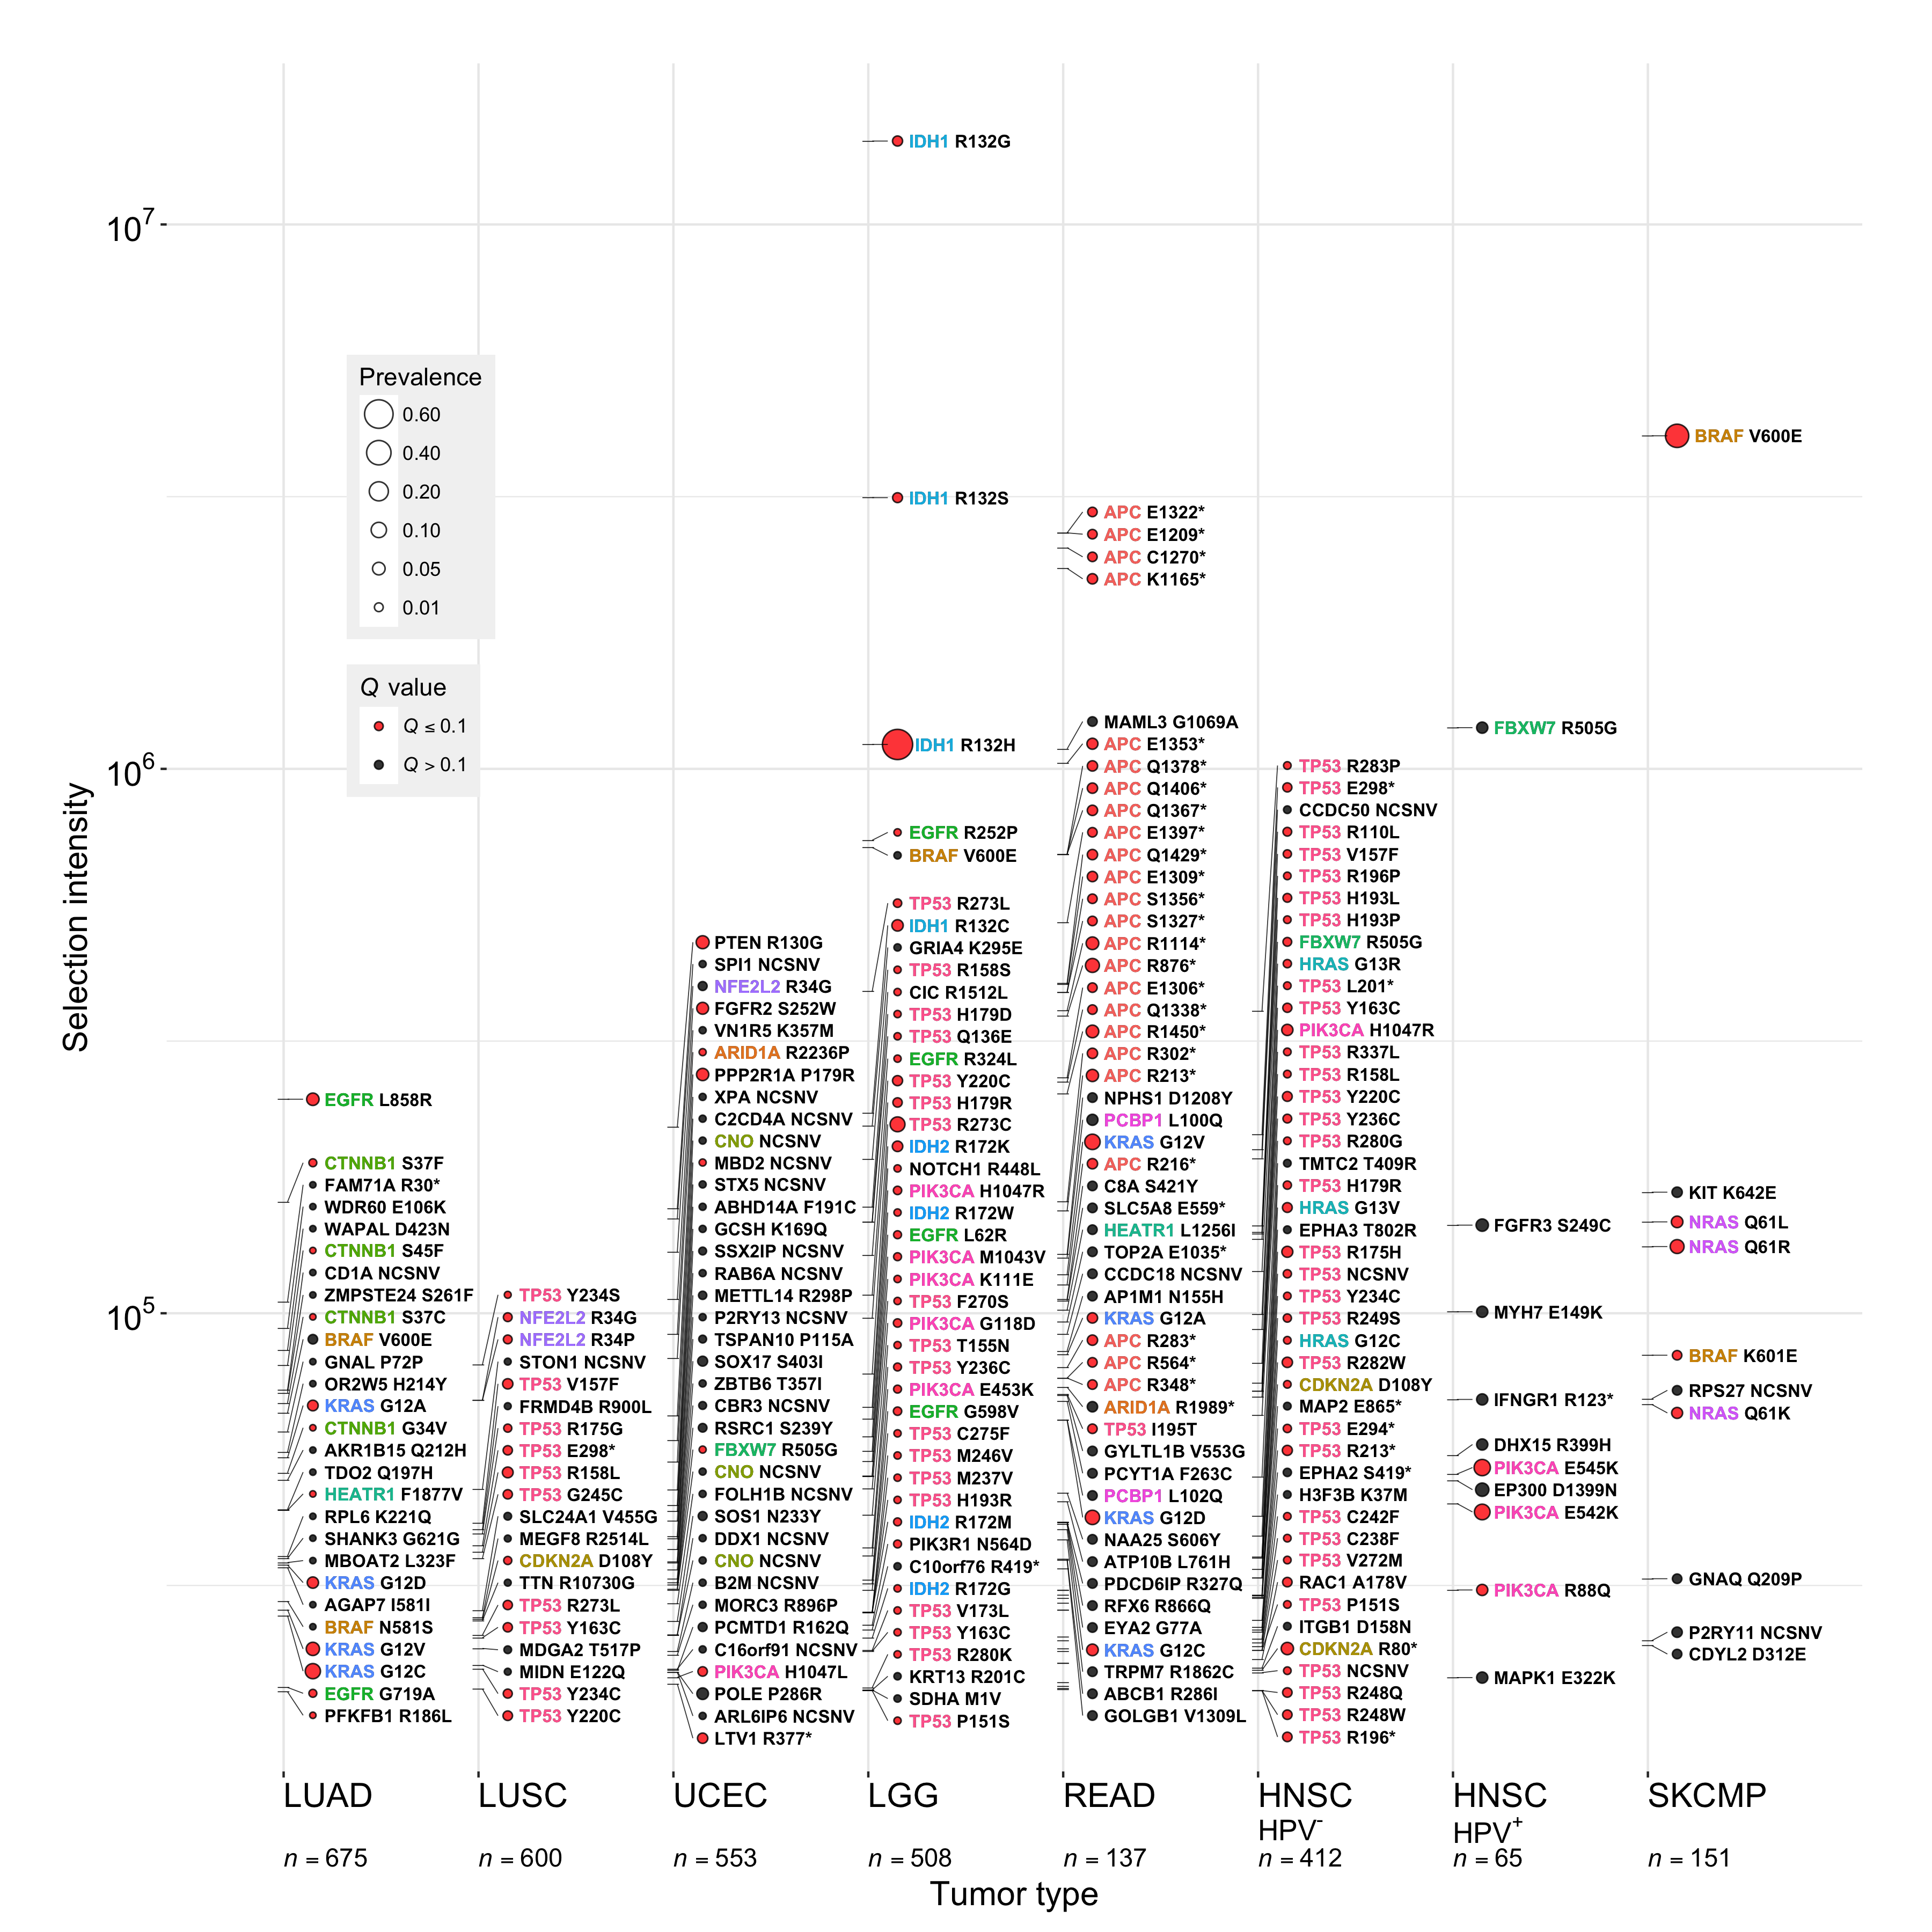 10^7
10^6
10^5
Selection intensity
Prevalence
0.60
0.40
0.20
0.10
0.05
0.01
Q value
Q ≤ 0.1
Q > 0.1
EGFR L858R
CTNNB1 S37F
FAM71A R30*
WDR60 E106K
WAPAL D423N
CTNNB1 S45F
CD1A NCSNV
ZMPSTE24 S261F
CTNNB1 S37C
BRAF V600E
GNAL P72P
OR2W5 H214Y
KRAS G12A
CTNNB1 G34V
AKR1B15 Q212H
TDO2 Q197H
HEATR1 F1877V
RPL6 K221Q
SHANK3 G621G
MBOAT2 L323F
KRAS G12D
AGAP7 I581I
BRAF N581S
KRAS G12V
KRAS G12C
EGFR G719A
PFKFB1 R186L
TP53 Y234S
NFE2L2 R34G
NFE2L2 R34P
STON1 NCSNV
TP53 V157F
FRMD4B R900L
TP53 R175G
TP53 E298*
TP53 R158L
TP53 G245C
SLC24A1 V455G
MEGF8 R2514L
CDKN2A D108Y
TTN R10730G
TP53 R273L
TP53 Y163C
MDGA2 T517P
MIDN E122Q
TP53 Y234C
TP53 Y220C
PTEN R130G
SPI1 NCSNV
NFE2L2 R34G
FGFR2 S252W
VN1R5 K357M
ARID1A R2236P
PPP2R1A P179R
XPA NCSNV
C2CD4A NCSNV
CNO NCSNV
MBD2 NCSNV
STX5 NCSNV
ABHD14A F191C
GCSH K169Q
SSX2IP NCSNV
RAB6A NCSNV
METTL14 R298P
P2RY13 NCSNV
TSPAN10 P115A
SOX17 S403I
ZBTB6 T357I
CBR3 NCSNV
RSRC1 S239Y
FBXW7 R505G
CNO NCSNV
FOLH1B NCSNV
SOS1 N233Y
DDX1 NCSNV
CNO NCSNV
B2M NCSNV
MORC3 R896P
PCMTD1 R162Q
C16orf91 NCSNV
PIK3CA H1047L
POLE P286R
ARL6IP6 NCSNV
LTV1 R377*
IDH1 R132G
IDH1 R132S
IDH1 R132H
EGFR R252P
BRAF V600E
TP53 R273L
IDH1 R132C
GRIA4 K295E
TP53 R158S
CIC R1512L
TP53 H179D
TP53 Q136E
EGFR R324L
TP53 Y220C
TP53 H179R
TP53 R273C
IDH2 R172K
NOTCH1 R448L
PIK3CA H1047R
IDH2 R172W
EGFR L62R
PIK3CA M1043V
PIK3CA K111E
TP53 F270S
PIK3CA G118D
TP53 T155N
TP53 Y236C
PIK3CA E453K
EGFR G598V
TP53 C275F
TP53 M246V
TP53 M237V
TP53 H193R
IDH2 R172M
PIK3R1 N564D
C10orf76 R419*
IDH2 R172G
TP53 V173L
TP53 Y163C
TP53 R280K
KRT13 R201C
SDHA M1V
TP53 P151S
APC E1322*
APC E1209*
APC C1270*
APC K1165*
MAML3 G1069A
APC E1353*
APC Q1378*
APC Q1406*
APC Q1367*
APC E1397*
APC Q1429*
APC E1309*
APC S1356*
APC S1327*
APC R1114*
APC R876*
APC E1306*
APC Q1338*
APC R1450*
APC R302*
APC R213*
NPHS1 D1208Y
PCBP1 L100Q
KRAS G12V
APC R216*
C8A S421Y
SLC5A8 E559*
HEATR1 L1256I
TOP2A E1035*
CCDC18 NCSNV
AP1M1 N155H
KRAS G12A
APC R283*
APC R564*
APC R348*
ARID1A R1989*
TP53 I195T
GYLTL1B V553G
PCYT1A F263C
PCBP1 L102Q
KRAS G12D
NAA25 S606Y
ATP10B L761H
PDCD6IP R327Q
RFX6 R866Q
EYA2 G77A
KRAS G12C
TRPM7 R1862C
ABCB1 R286I
GOLGB1 V1309L
TP53 R283P
TP53 E298*
CCDC50 NCSNV
TP53 R110L
TP53 V157F
TP53 R196P
TP53 H193L
TP53 H193P
FBXW7 R505G
HRAS G13R
TP53 L201*
TP53 Y163C
PIK3CA H1047R
TP53 R337L
TP53 R158L
TP53 Y220C
TP53 Y236C
TP53 R280G
TMTC2 T409R
TP53 H179R
HRAS G13V
EPHA3 T802R
TP53 R175H
TP53 NCSNV
TP53 Y234C
TP53 R249S
HRAS G12C
TP53 R282W
CDKN2A D108Y
MAP2 E865*
TP53 E294*
TP53 R213*
EPHA2 S419*
H3F3B K37M
TP53 C242F
TP53 C238F
TP53 V272M
RAC1 A178V
TP53 P151S
ITGB1 D158N
CDKN2A R80*
TP53 NCSNV
TP53 R248Q
TP53 R248W
TP53 R196*
FBXW7 R505G
FGFR3 S249C
MYH7 E149K
IFNGR1 R123*
DHX15 R399H
PIK3CA E545K
EP300 D1399N
PIK3CA E542K
PIK3CA R88Q
MAPK1 E322K
BRAF V600E
KIT K642E
NRAS Q61L
NRAS Q61R
BRAF K601E
RPS27 NCSNV
NRAS Q61K
GNAQ Q209P
P2RY11 NCSNV
CDYL2 D312E
LUAD
n = 675
LUSC
n = 600
UCEC
n = 553
LGG
n = 508
READ
n = 137
HNSC
HPV^-
n = 412
HNSC
HPV^+
n = 65
SKCMP
n = 151
Tumor type